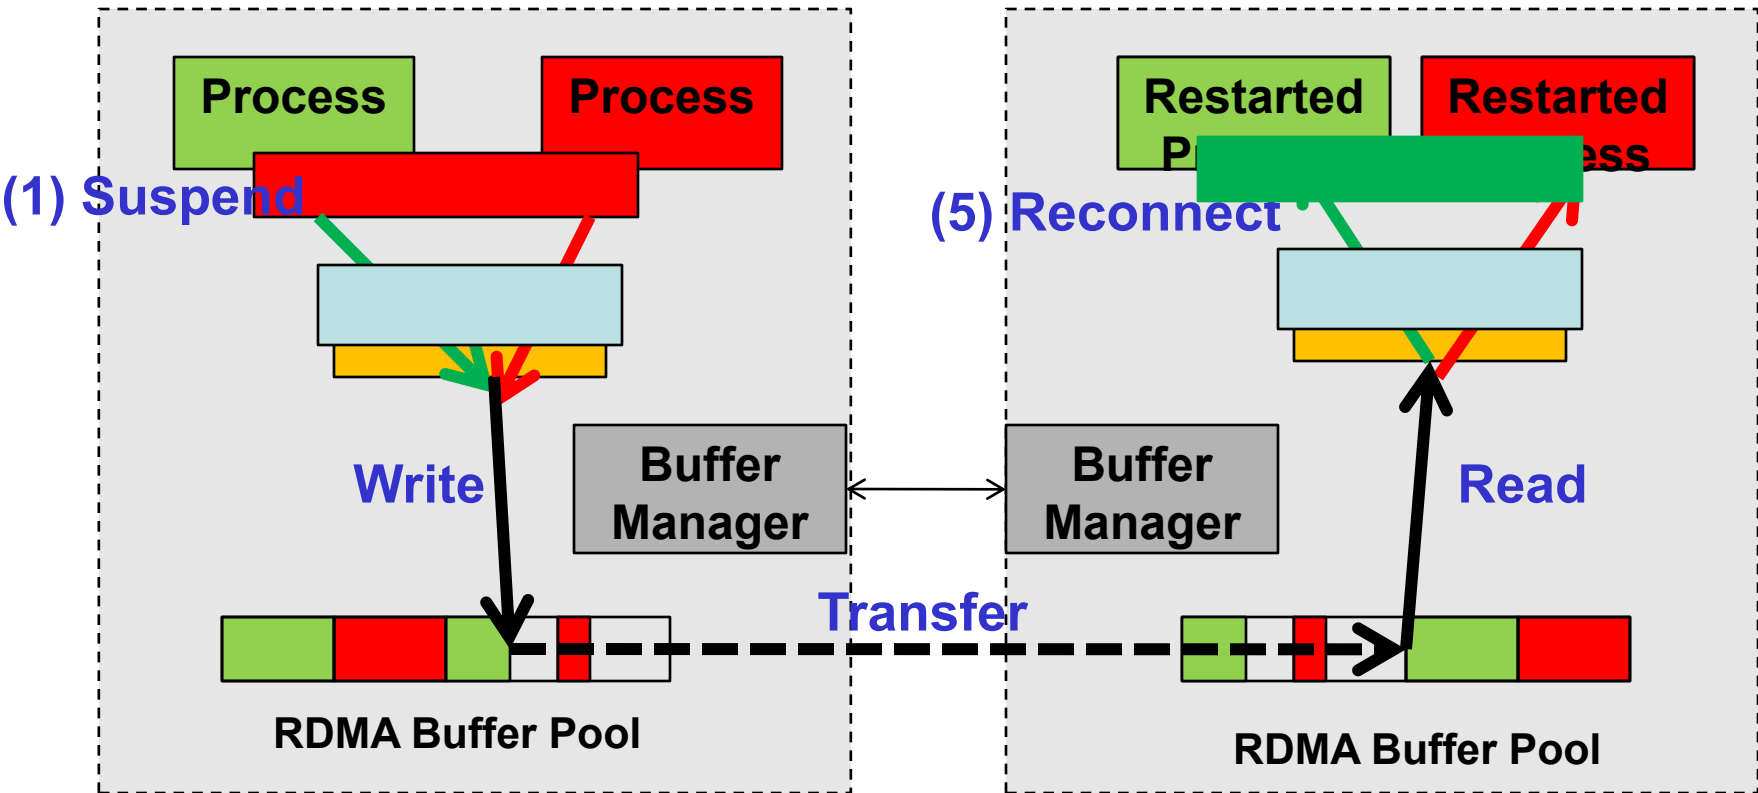 Process
Process
(1) Suspend
Write
Buffer
Manager
RDMA Buffer Pool
Transfer
Restarted
Restarted
(5) Reconnect
Buffer
Manager
Read
RDMA Buffer Pool